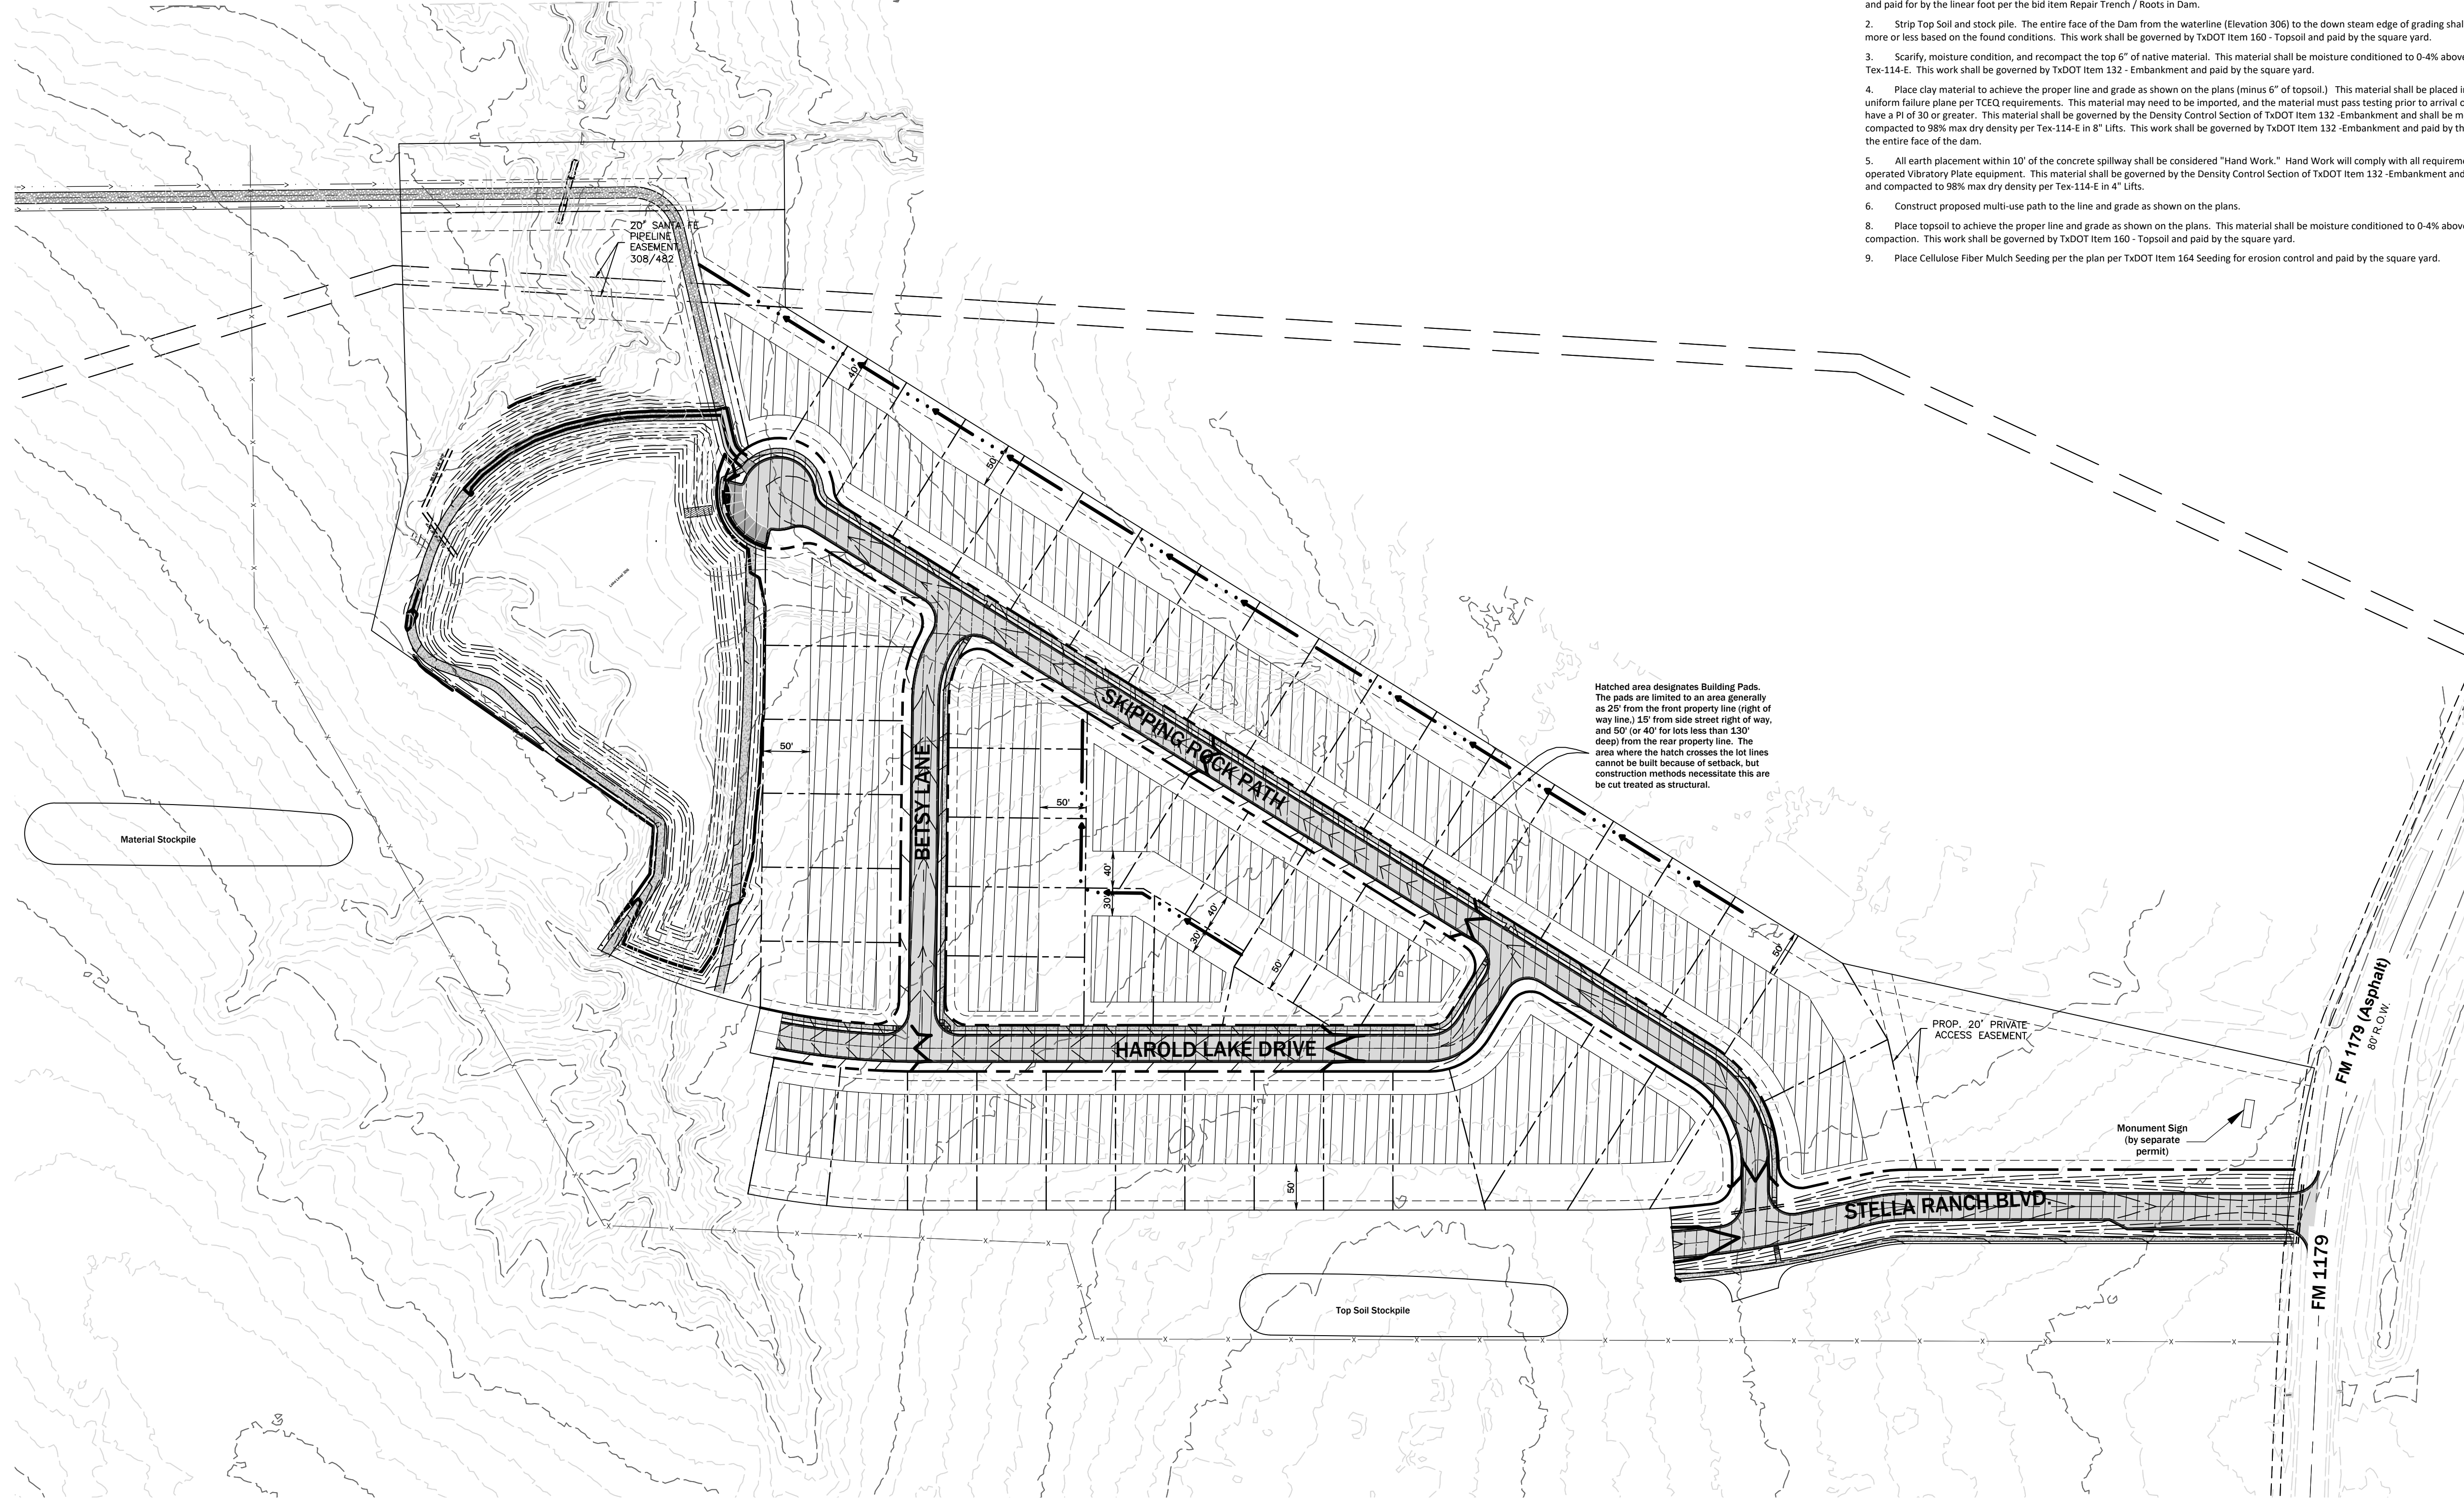 and paid for by the linear foot per the bid item Repair Trench / Roots in Dam.
2. Strip Top Soil and stock pile. The entire face of the Dam from the waterline (Elevation 306) to the down steam edge of grading shal
more or less based on the found conditions. This work shall be governed by TxDOT Item 160 - Topsoil and paid by the square yard.
3. Scarify, moisture condition, and recompact the top 6" of native material. This material shall be moisture conditioned to 0-4% above
Tex-114-E. This work shall be governed by TxDOT Item 132 - Embankment and paid by the square yard.
4. Place clay material to achieve the proper line and grade as shown on the plans (minus 6" of topsoil.) This material shall be placed in
uniform failure plane per TCEQ requirements. This material may need to be imported, and the material must pass testing prior to arrival o
have a PI of 30 or greater. This material shall be governed by the Density Control Section of TxDOT Item 132 -Embankment and shall be m
compacted to 98% max dry density per Tex-114-E in 8" Lifts. This work shall be governed by TxDOT Item 132 -Embankment and paid by the
the entire face of the dam.
5. All earth placement within 10' of the concrete spillway shall be considered "Hand Work." Hand Work will comply with all requireme
operated Vibratory Plate equipment. This material shall be governed by the Density Control Section of TxDOT Item 132 -Embankment and
and compacted to 98% max dry density per Tex-114-E in 4" Lifts.
6. Construct proposed multi-use path to the line and grade as shown on the plans.
8. Place topsoil to achieve the proper line and grade as shown on the plans. This material shall be moisture conditioned to 0-4% above
compaction. This work shall be governed by TxDOT Item 160 - Topsoil and paid by the square yard.
9. Place Cellulose Fiber Mulch Seeding per the plan per TxDOT Item 164 Seeding for erosion control and paid by the square yard.
20' SANTA FE
PIPELINE
EASEMENT
308/482
40'
50'
Hatched area designates Building Pads.
The pads are limited to an area generally
as 25' from the front property line (right of
way line,) 15' from side street right of way,
and 50' (or 40' for lots less than 130'
deep) from the rear property line. The
area where the hatch crosses the lot lines
cannot be built because of setback, but
construction methods necessitate this are
be cut treated as structural.
SKIPPING ROCK PATH
BETSY LANE
50'
50'
Material Stockpile
40'
30'
40'
30'
50'
50'
HAROLD LAKE DRIVE
PROP. 20' PRIVATE
ACCESS EASEMENT
FM 1179 (Asphalt)
80' R.O.W.
Monument Sign
(by separate
permit)
50'
STELLA RANCH BLVD.
FM 1179
Top Soil Stockpile